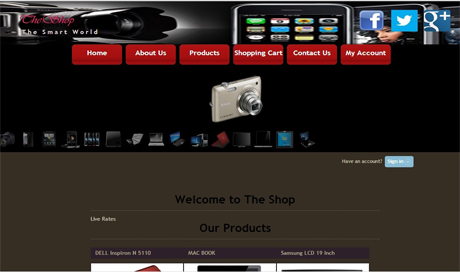 The Shop
The Smart World
Home
About Us
Products
Shopping Cart
Contact Us
My Account
Have an account? Sign in
Welcome to The Shop
Live Rates
Our Products
DELL Inspiron N 5110
MAC BOOK
Samsung LCD 19 Inch